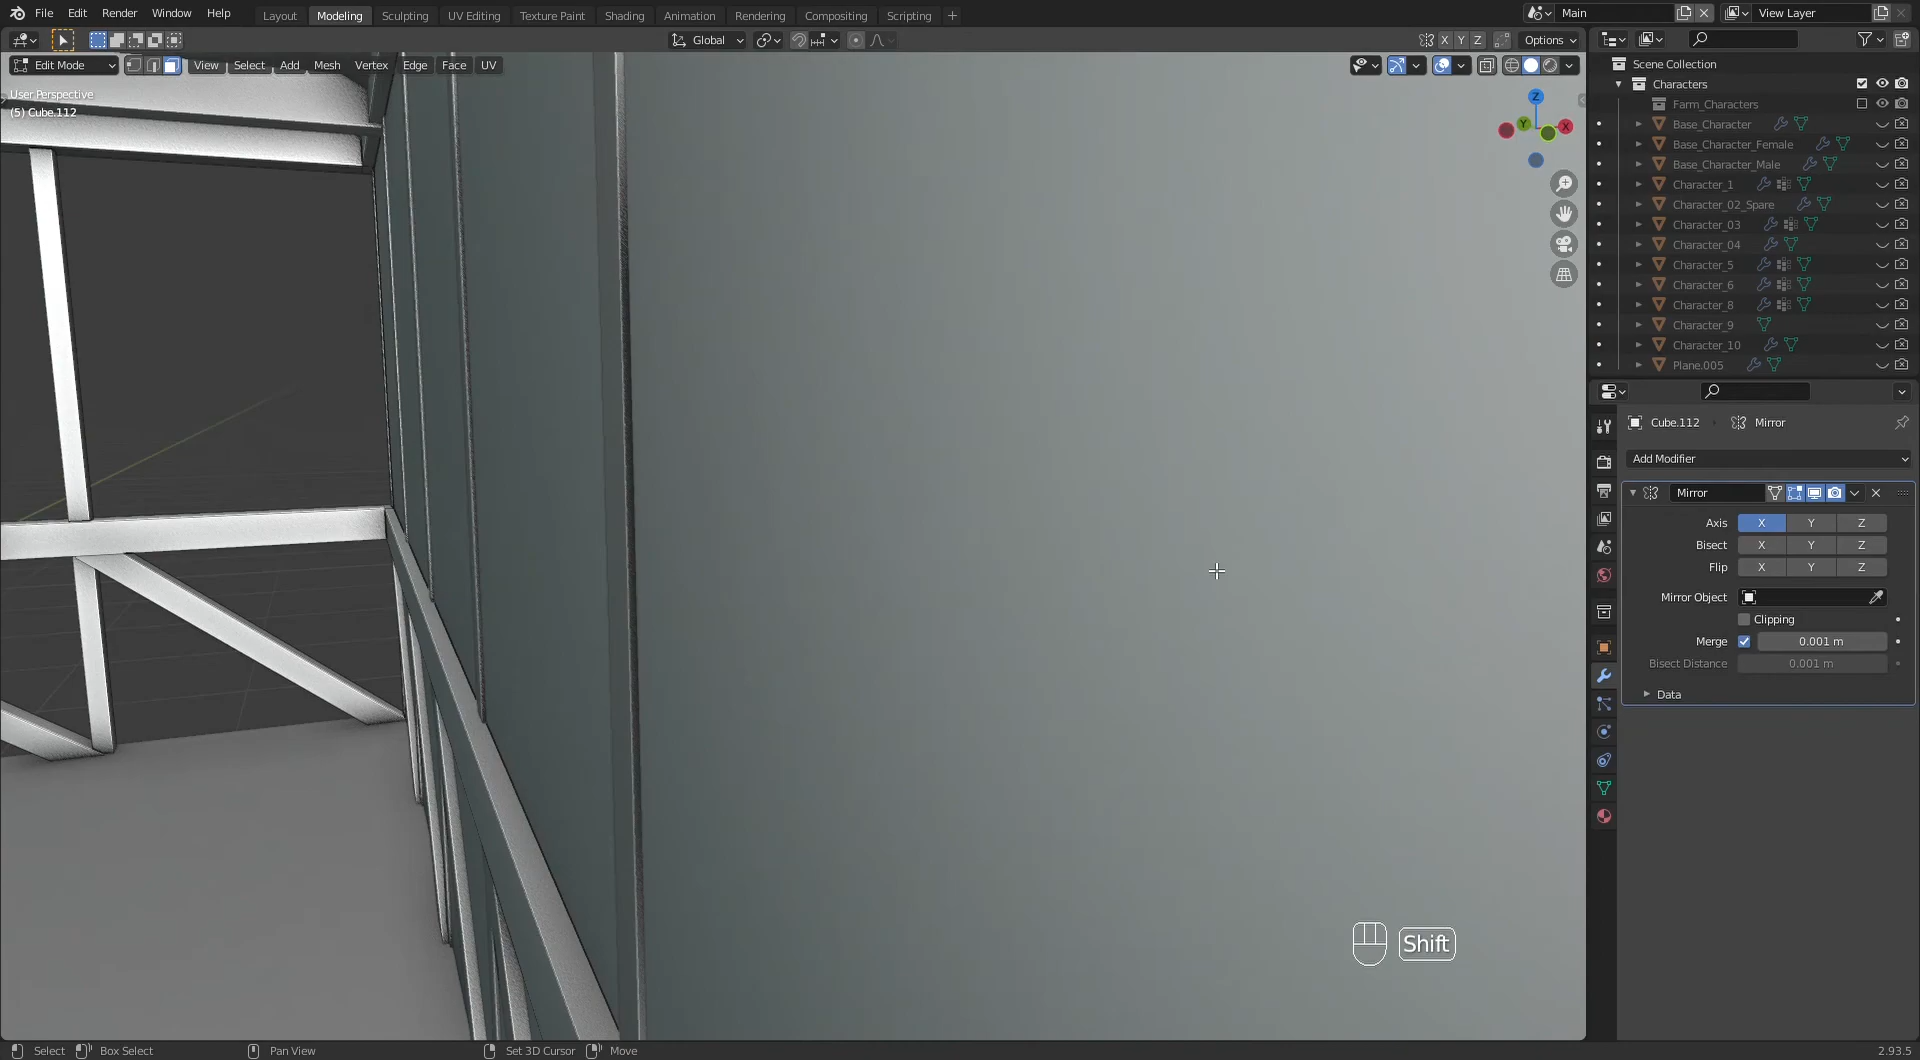 File Edit Render Window Help Layout Modeling Sculpting UV Editing Texture Paint Shading Animation Rendering Compositing Scripting + Main View Layer
Global X Y Z Options
Edit Mode View Select Add Mesh Vertex Edge Face UV
User Perspective
(5) Cube.112
Z
Y
X
Scene Collection
Characters
Farm_Characters
Base_Character
Base_Character_Female
Base_Character_Male
Character_1
Character_02_Spare
Character_03
Character_04
Character_5
Character_6
Character_8
Character_9
Character_10
Plane.005
Cube.112 Mirror
Add Modifier
Mirror
Axis X Y Z
Bisect X Y Z
Flip X Y Z
Mirror Object
Clipping
Merge 0.001 m
Bisect Distance 0.001 m
Data
Shift
Select Box Select Pan View Set 3D Cursor Move 2.93.5